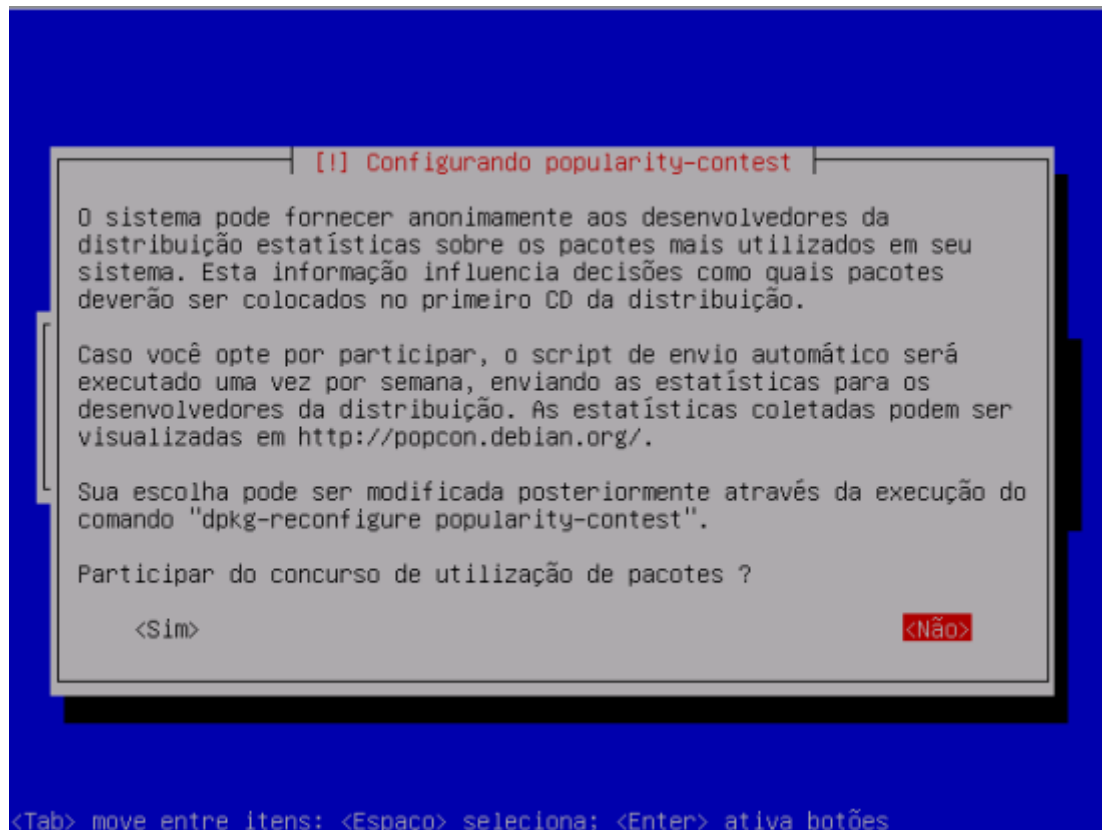 [!] Configurando popularity-contest
O sistema pode fornecer anonimamente aos desenvolvedores da
distribuição estatísticas sobre os pacotes mais utilizados em seu
sistema. Esta informação influencia decisões como quais pacotes
deverão ser colocados no primeiro CD da distribuição.
Caso você opte por participar, o script de envio automático será
executado uma vez por semana, enviando as estatísticas para os
desenvolvedores da distribuição. As estatísticas coletadas podem ser
visualizadas em http://popcon.debian.org/.
Sua escolha pode ser modificada posteriormente através da execução do
comando "dpkg-reconfigure popularity-contest".
Participar do concurso de utilização de pacotes ?
<Sim> <Não>
<Tab> move entre itens; <Espaço> seleciona; <Enter> ativa botões